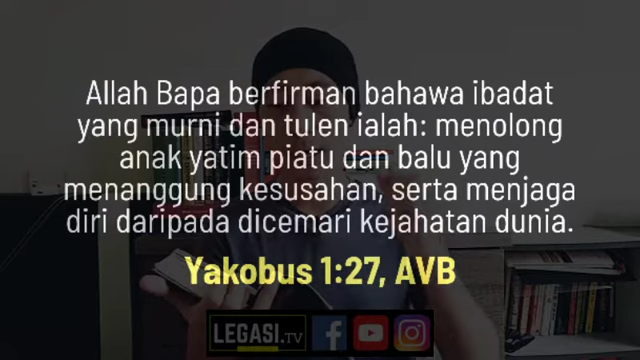 Allah Bapa berfirman bahawa ibadat
yang murni dan tulen ialah: menolong
anak yatim piatu dan balu yang
menanggung kesusahan, serta menjaga
diri daripada dicemari kejahatan dunia.
Yakobus 1:27, AVB
LEGASI.TV